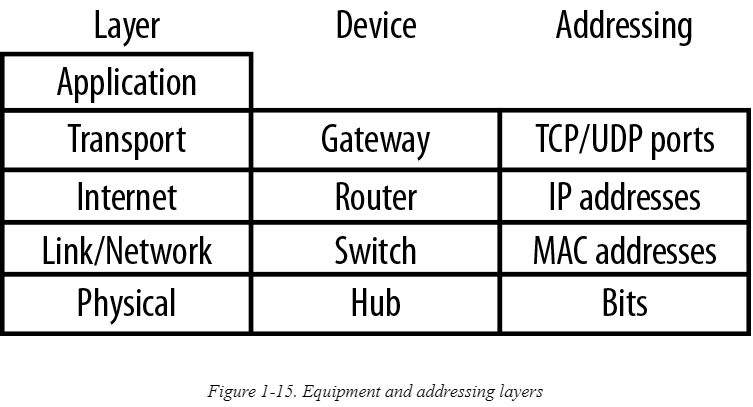 Layer Device Addressing
Application
Transport Gateway TCP/UDP ports
Internet Router IP addresses
Link/Network Switch MAC addresses
Physical Hub Bits
Figure 1-15. Equipment and addressing layers